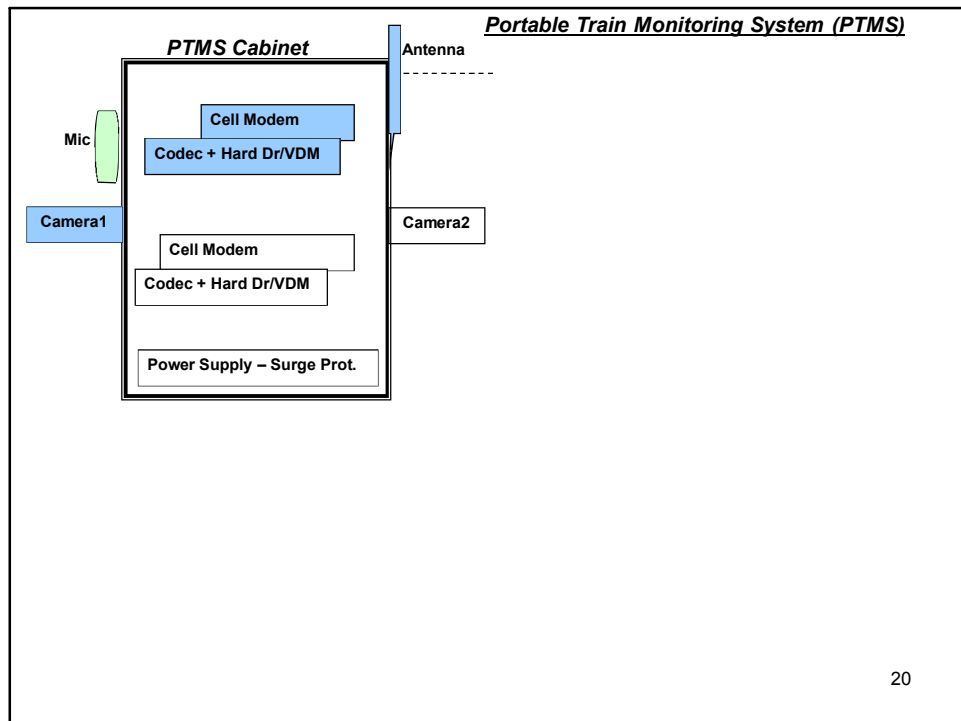 Portable Train Monitoring System (PTMS)
PTMS Cabinet
Antenna
Cell Modem
Mic
Codec + Hard Dr/VDM
Camera1
Camera2
Cell Modem
Codec + Hard Dr/VDM
Power Supply – Surge Prot.
20